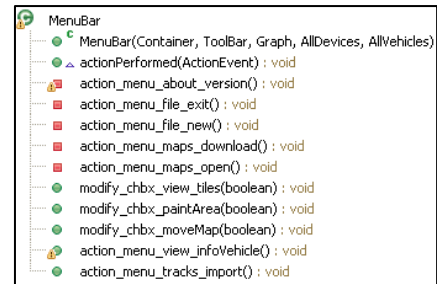 MenuBar
C MenuBar(Container, ToolBar, Graph, AllDevices, AllVehicles)
actionPerformed(ActionEvent) : void
action_menu_about_version() : void
action_menu_file_exit() : void
action_menu_file_new() : void
action_menu_maps_download() : void
action_menu_maps_open() : void
modify_chbx_view_tiles(boolean) : void
modify_chbx_paintArea(boolean) : void
modify_chbx_moveMap(boolean) : void
action_menu_view_infoVehicle() : void
action_menu_tracks_import() : void